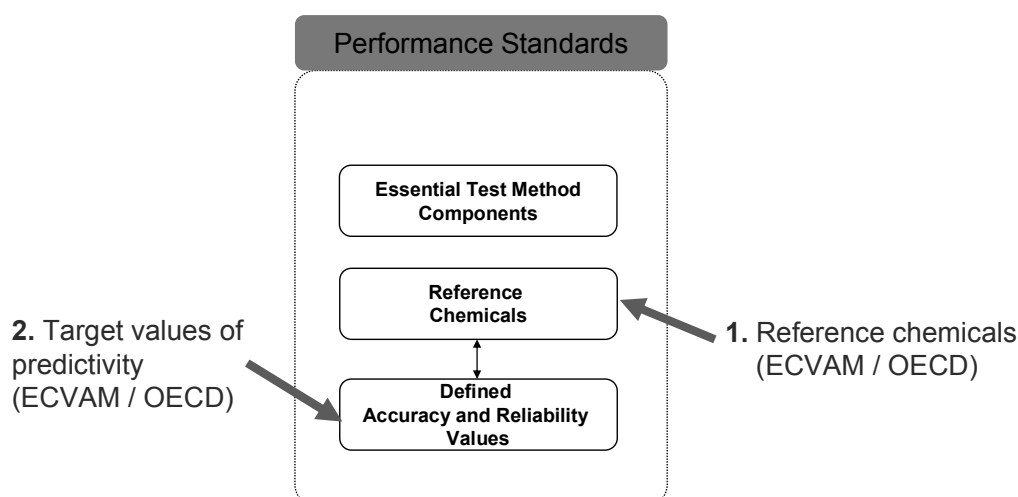 Performance Standards
Essential Test Method
Components
Reference
Chemicals
Defined
Accuracy and Reliability
Values
2. Target values of
predictivity
(ECVAM / OECD)
1. Reference chemicals
(ECVAM / OECD)